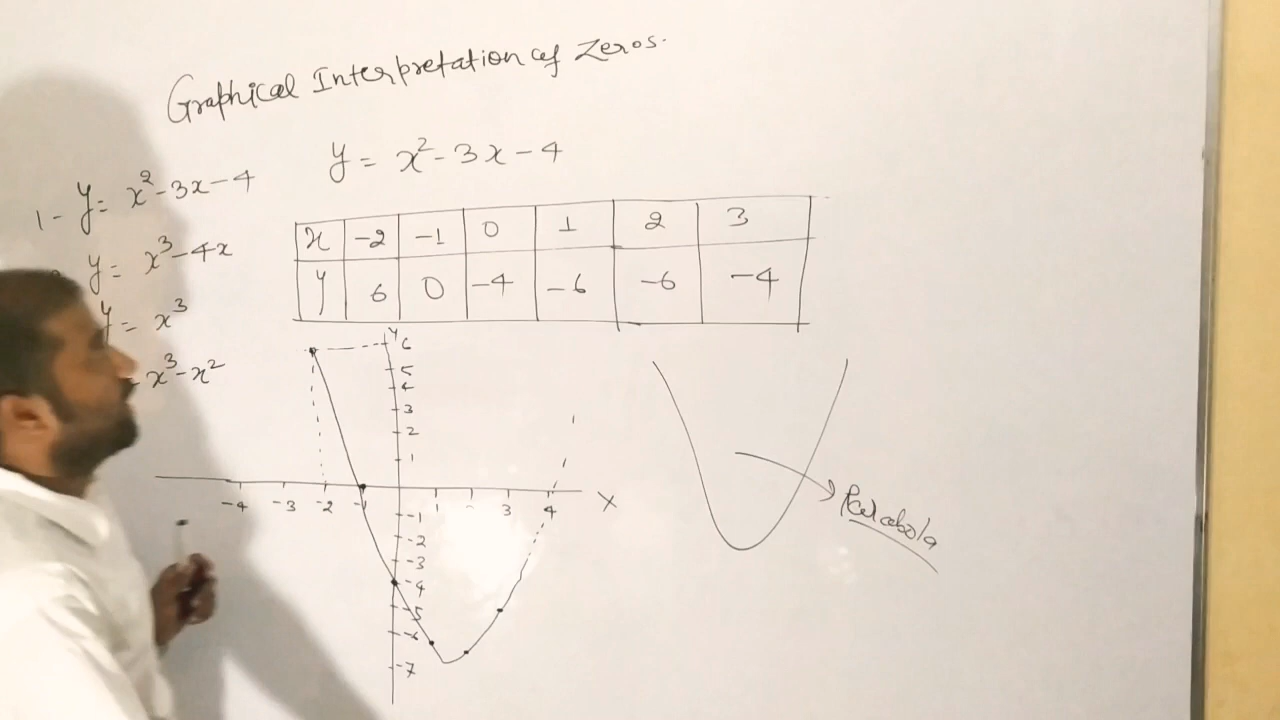 Graphical Interpretation of Zeros.
y = x² - 3x - 4
1 - y = x² - 3x - 4
y = x³ - 4x
y = x³
= x³ - x²
x -2 -1 0 1 2 3
y 6 0 -4 -6 -6 -4
y
6
5
4
3
2
1
-4 -3 -2 -1 1 3 4 X
-1
-2
-3
-4
-5
-6
-7
Parabola